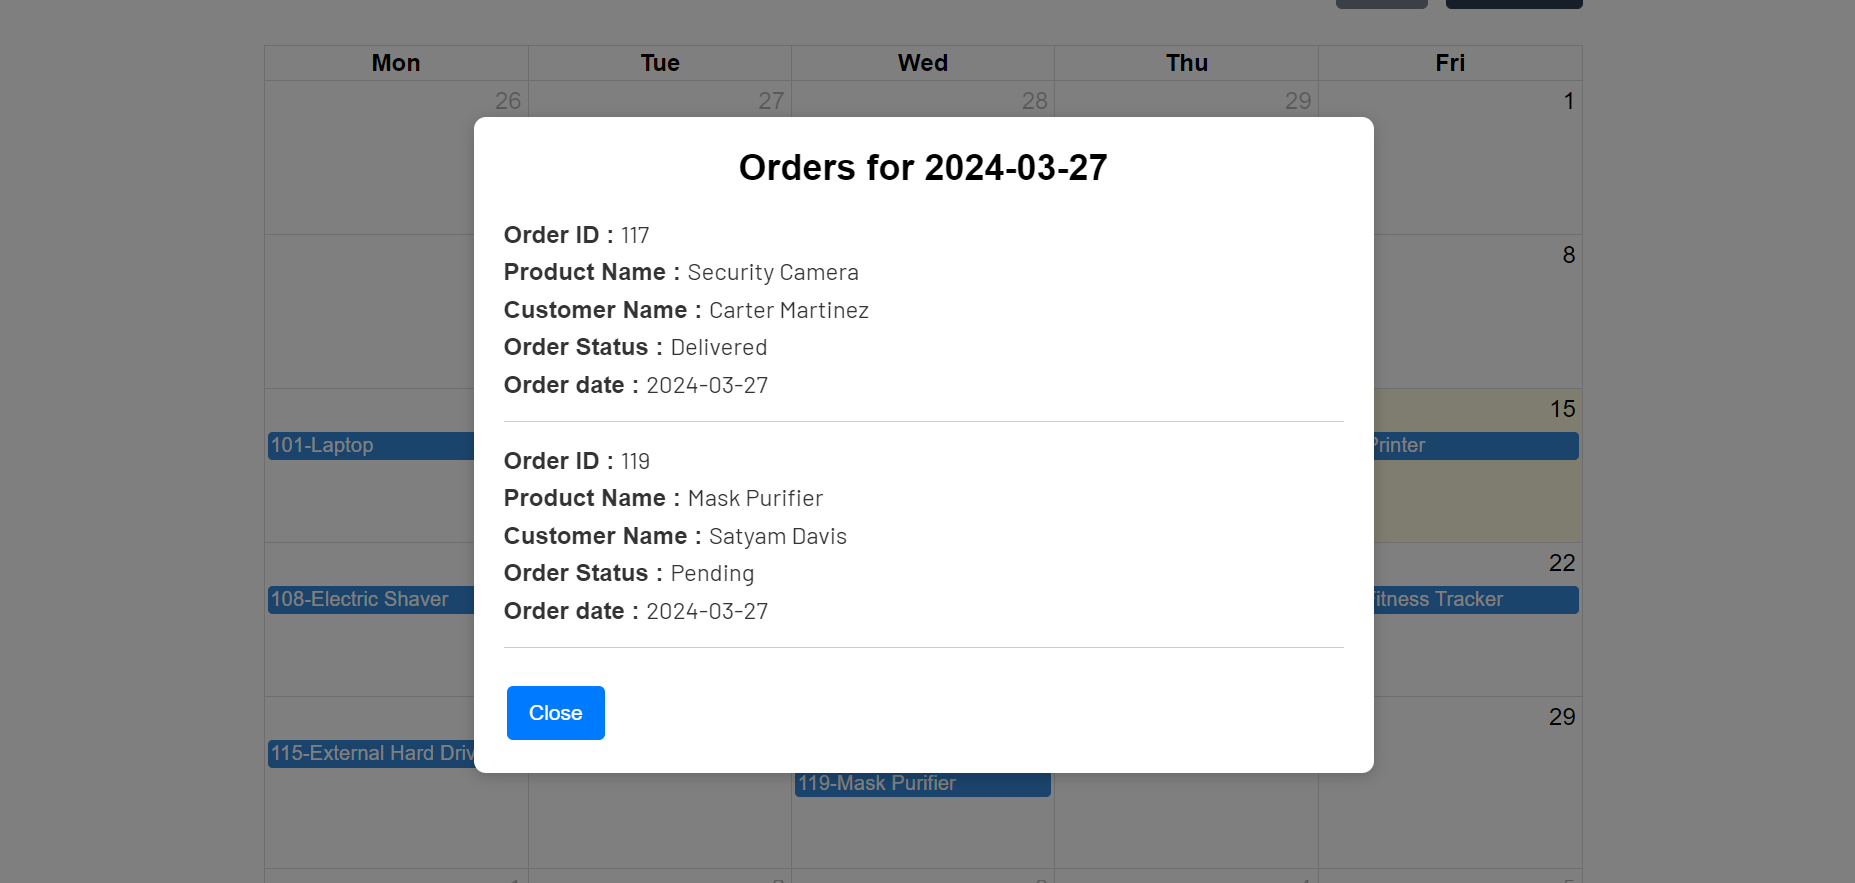 Mon Tue Wed Thu Fri
26 27 28 29 1
Orders for 2024-03-27
Order ID : 117
Product Name : Security Camera
Customer Name : Carter Martinez
Order Status : Delivered
Order date : 2024-03-27
Order ID : 119
Product Name : Mask Purifier
Customer Name : Satyam Davis
Order Status : Pending
Order date : 2024-03-27
Close
8
15
101-Laptop
Printer
22
108-Electric Shaver
Fitness Tracker
29
115-External Hard Driv
119-Mask Purifier